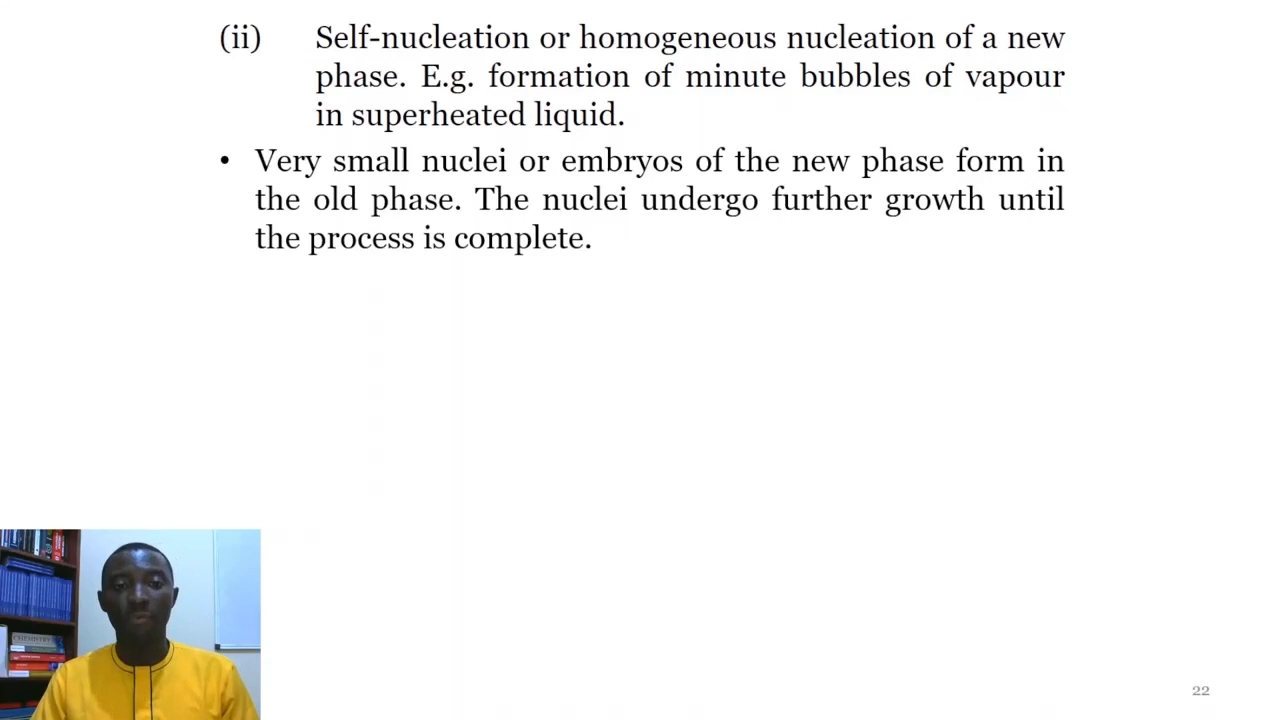 (ii) Self-nucleation or homogeneous nucleation of a new
phase. E.g. formation of minute bubbles of vapour
in superheated liquid.
• Very small nuclei or embryos of the new phase form in
the old phase. The nuclei undergo further growth until
the process is complete.
CHEMISTRY
22